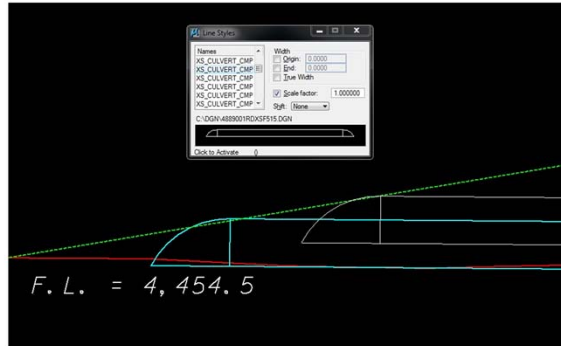 Line Styles
Names
Width
XS_CULVERT_CMP
Origin: 0.0000
XS_CULVERT_CMP
End: 0.0000
XS_CULVERT_CMP
True Width
XS_CULVERT_CMP
XS_CULVERT_CMP
Scale factor: 1.000000
XS_CULVERT_CMP
Shift: None
C:\DGN\4889001RDXSF515.DGN
Click to Activate 0
F.L. = 4,454.5